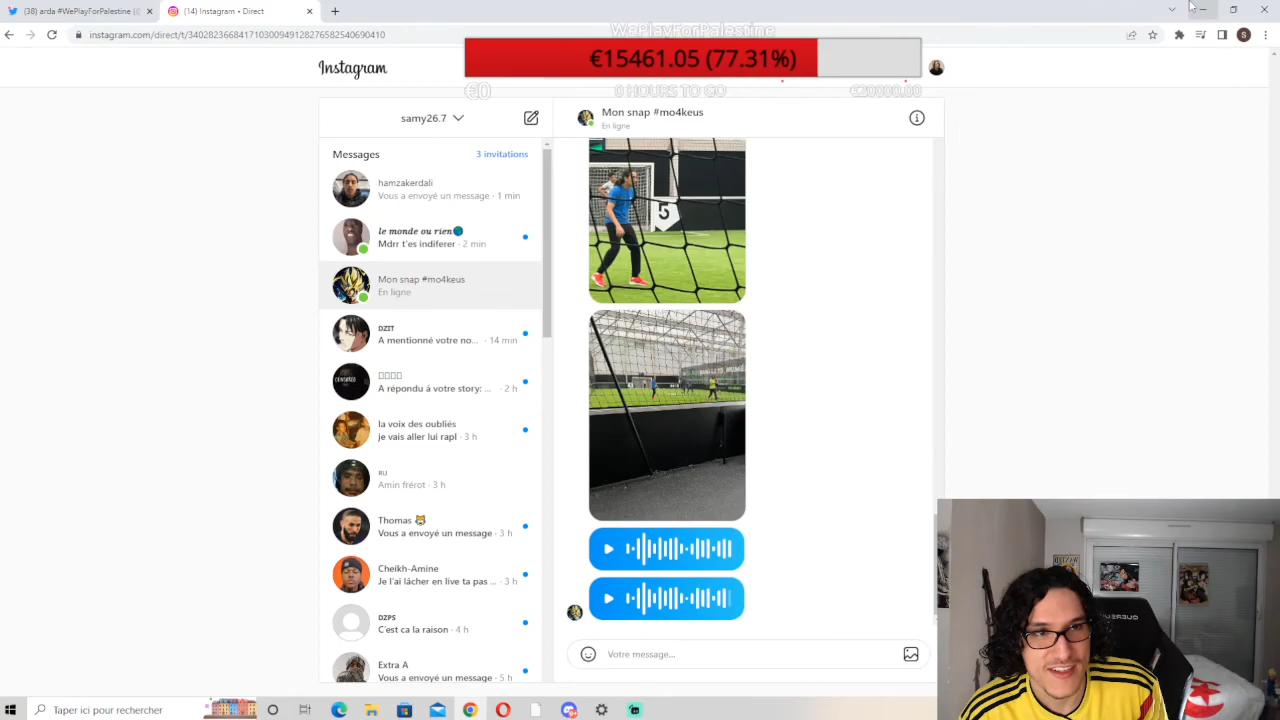 (38) arda #WePlayForPalestine (
(14) Instagram • Direct
instagram.com/direct/t/340282366841710300949128276582540690410
S
WePlayForPalestine
€15461.05 (77.31%)
€0
0 HOURS TO GO
€20000.00
Instagram
samy26.7
Mon snap #mo4keus
En ligne
Messages
3 invitations
hamzakerdali
Vous a envoyé un message · 1 min
le monde ou rien
Mdrr t'es indiferer · 2 min
Mon snap #mo4keus
En ligne
DZIT
A mentionné votre no... · 14 min
CENSORED
A répondu à votre story: ... · 2 h
la voix des oubliés
je vais aller lui rapl · 3 h
RU
Amin frérot · 3 h
Thomas
Vous a envoyé un message · 3 h
Cheikh-Amine
Je l'ai lâcher en live ta pas ... · 3 h
DZPS
C'est ca la raison · 4 h
Extra A
Vous a envoyé un message · 5 h
5
Votre message...
Taper ici pour rechercher